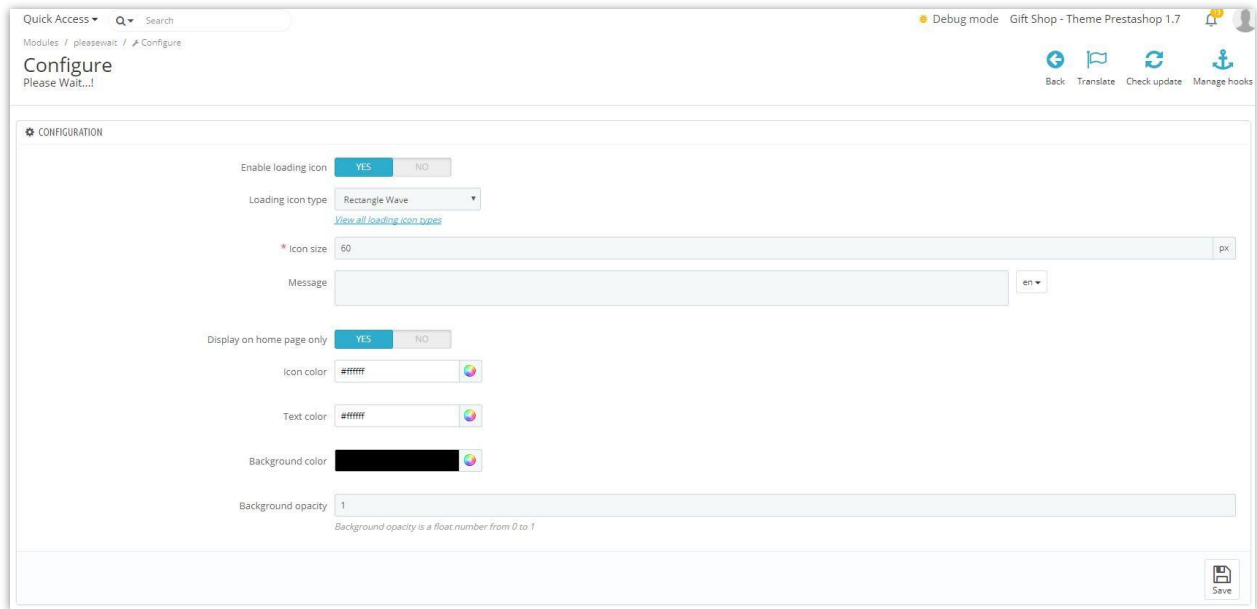 Quick Access
Search
Debug mode
Gift Shop - Theme Prestashop 1.7
Modules / pleasewait / Configure
Configure
Please Wait...!
Back
Translate
Check update
Manage hooks
CONFIGURATION
Enable loading icon YES NO
Loading icon type Rectangle Wave
View all loading icon types
* Icon size 60 px
Message en
Display on home page only YES NO
Icon color #ffffff
Text color #ffffff
Background color
Background opacity 1
Background opacity is a float number from 0 to 1
Save